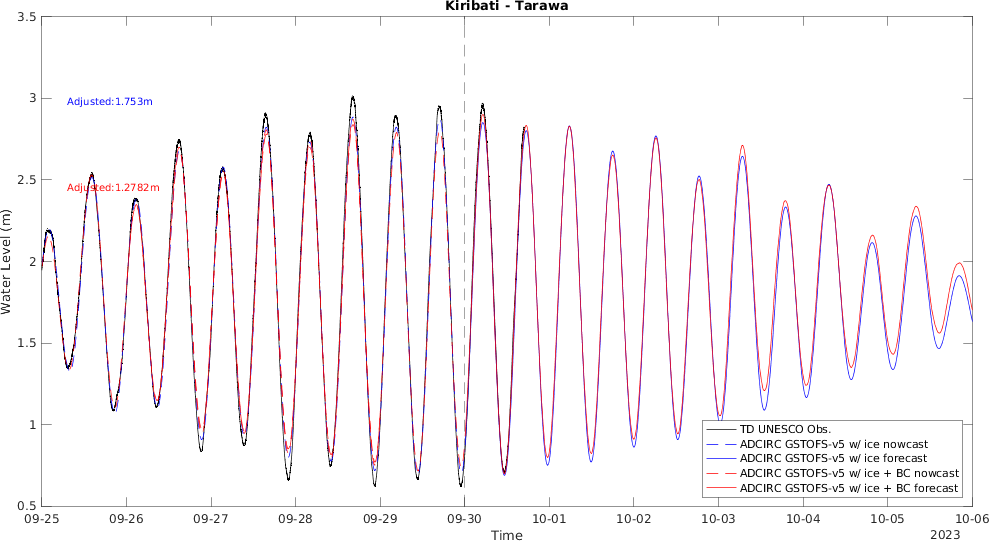 Kiribati - Tarawa
3.5
3
2.5
2
1.5
1
0.5
Water Level (m)
Adjusted:1.753m
Adjusted:1.2782m
TD UNESCO Obs.
ADCIRC GSTOFS-v5 w/ ice nowcast
ADCIRC GSTOFS-v5 w/ ice forecast
ADCIRC GSTOFS-v5 w/ ice + BC nowcast
ADCIRC GSTOFS-v5 w/ ice + BC forecast
09-25 09-26 09-27 09-28 09-29 09-30 10-01 10-02 10-03 10-04 10-05 10-06
Time
2023